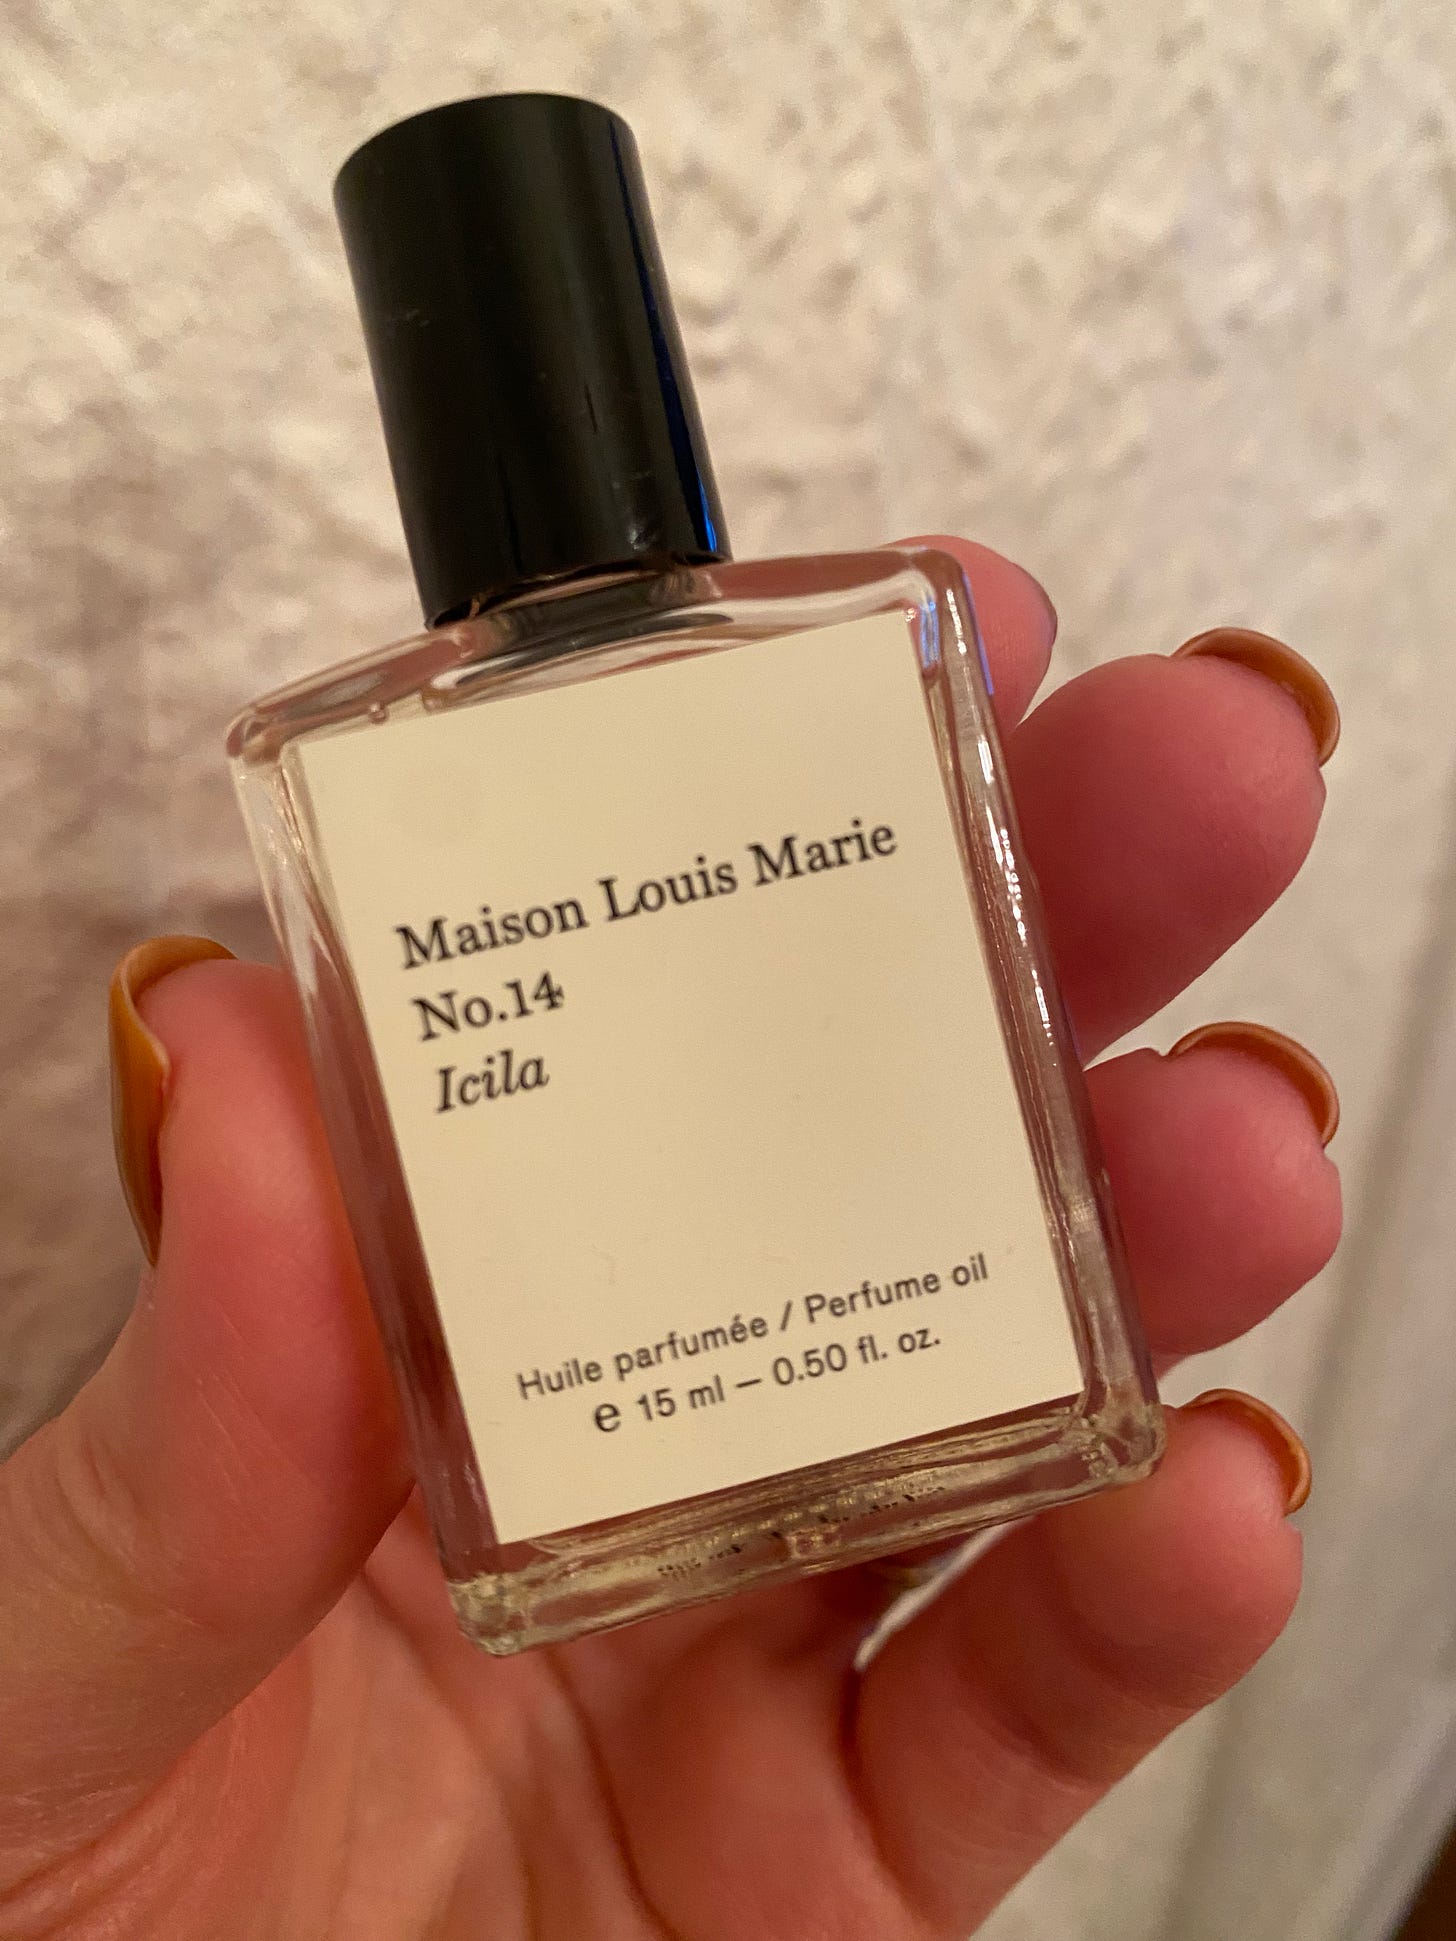 Maison Louis Marie
No.14
Icila
Huile parfumée / Perfume oil
e 15 ml – 0.50 fl. oz.